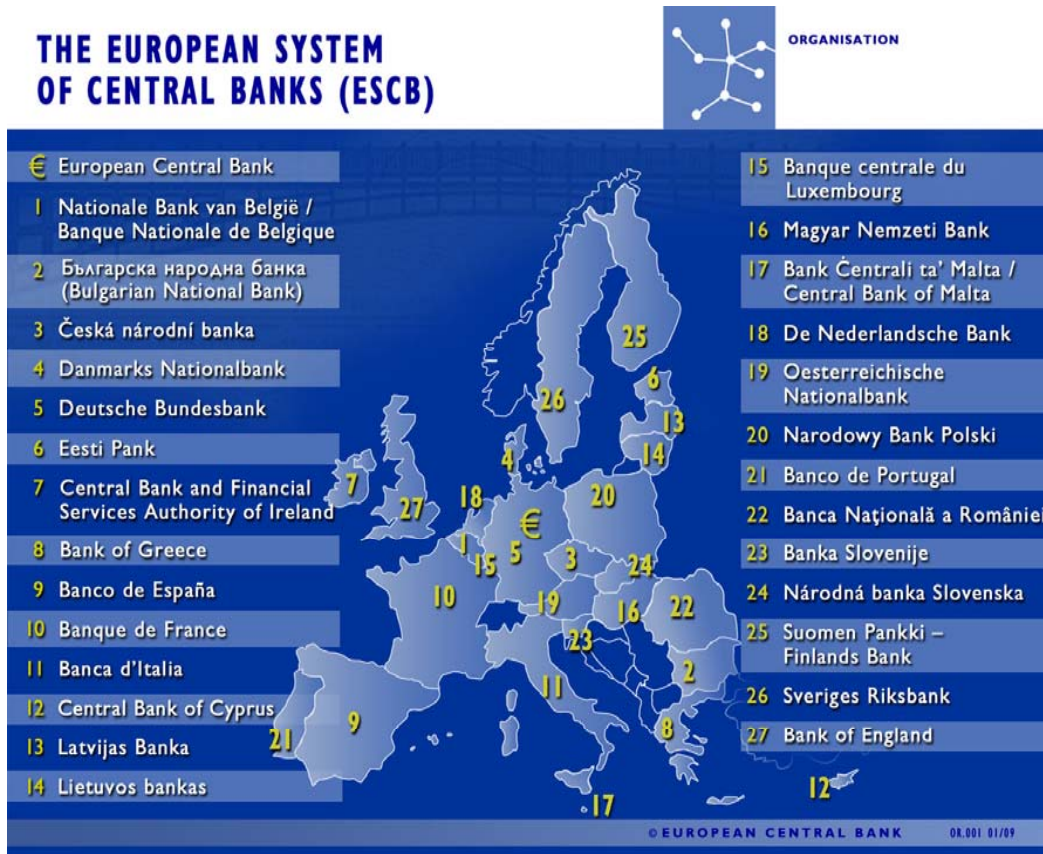 THE EUROPEAN SYSTEM
OF CENTRAL BANKS (ESCB)
ORGANISATION
€ European Central Bank
1 Nationale Bank van België /
Banque Nationale de Belgique
2 Българска народна банка
(Bulgarian National Bank)
3 Česká národní banka
4 Danmarks Nationalbank
5 Deutsche Bundesbank
6 Eesti Pank
7 Central Bank and Financial
Services Authority of Ireland
8 Bank of Greece
9 Banco de España
10 Banque de France
11 Banca d'Italia
12 Central Bank of Cyprus
13 Latvijas Banka
14 Lietuvos bankas
15 Banque centrale du
Luxembourg
16 Magyar Nemzeti Bank
17 Bank Ċentrali ta' Malta /
Central Bank of Malta
18 De Nederlandsche Bank
19 Oesterreichische
Nationalbank
20 Narodowy Bank Polski
21 Banco de Portugal
22 Banca Naţională a României
23 Banka Slovenije
24 Národná banka Slovenska
25 Suomen Pankki –
Finlands Bank
26 Sveriges Riksbank
27 Bank of England
25
6
26
13
14
4
7
18
20
27
€
1
5
3
15
24
10
19
16
22
23
2
11
9
8
21
12
17
© EUROPEAN CENTRAL BANK OR.001 01/09